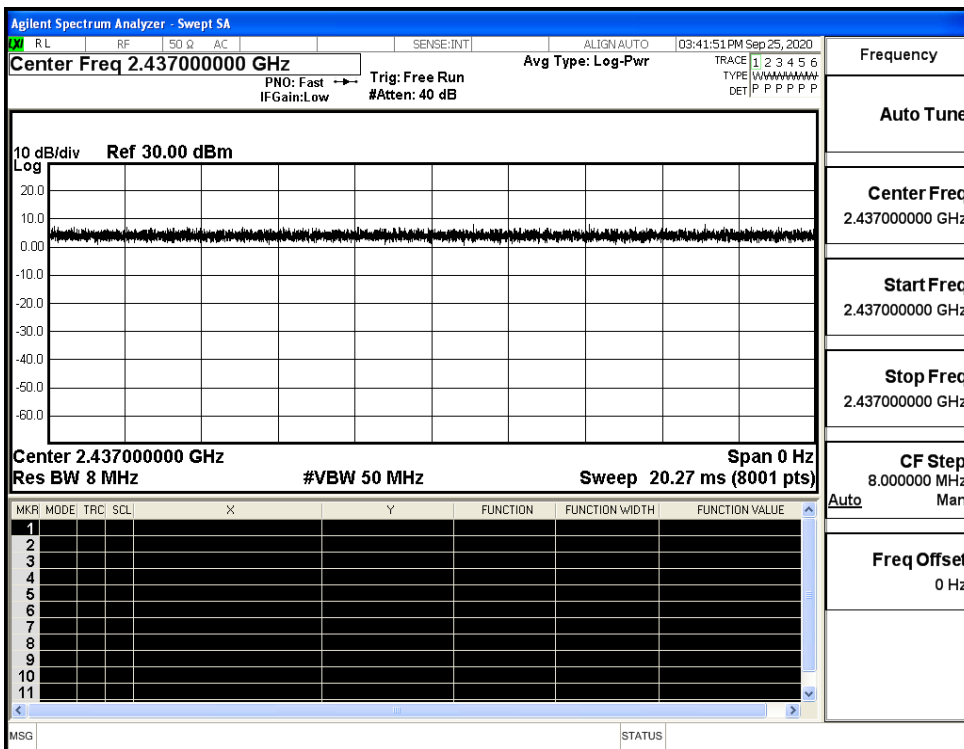 Agilent Spectrum Analyzer - Swept SA
LXI RL RF 50 Ω AC SENSE:INT ALIGNAUTO 03:41:51 PM Sep 25, 2020
Center Freq 2.437000000 GHz
PNO: Fast
IFGain:Low
Trig: Free Run
#Atten: 40 dB
Avg Type: Log-Pwr
TRACE 1 2 3 4 5 6
TYPE WWWWWW
DET P P P P P P
10 dB/div Ref 30.00 dBm
Log
20.0
10.0
0.00
-10.0
-20.0
-30.0
-40.0
-50.0
-60.0
Center 2.437000000 GHz Span 0 Hz
Res BW 8 MHz #VBW 50 MHz Sweep 20.27 ms (8001 pts)
MKR MODE TRC SCL X Y FUNCTION FUNCTION WIDTH FUNCTION VALUE
1
2
3
4
5
6
7
8
9
10
11
MSG STATUS
Frequency
Auto Tune
Center Freq
2.437000000 GHz
Start Freq
2.437000000 GHz
Stop Freq
2.437000000 GHz
CF Step
8.000000 MHz
Auto Man
Freq Offset
0 Hz